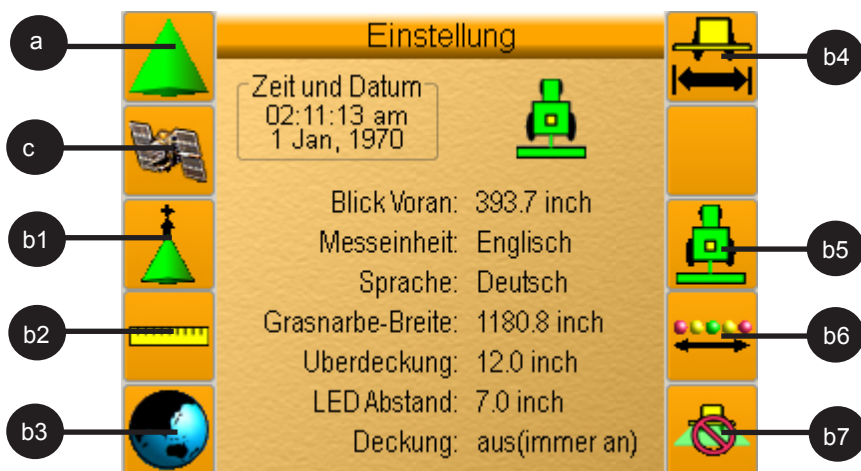 Einstellung
a
c
b1
b2
b3
Zeit und Datum
02:11:13 am
1 Jan, 1970
Blick Voran: 393.7 inch
Messeinheit: Englisch
Sprache: Deutsch
Grasnarbe-Breite: 1180.8 inch
Uberdeckung: 12.0 inch
LED Abstand: 7.0 inch
Deckung: aus(immer an)
b4
b5
b6
b7